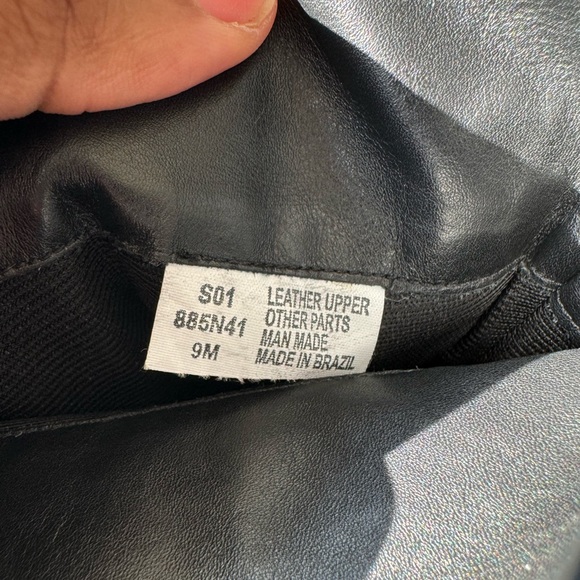 S01
885N41
9M
LEATHER UPPER
OTHER PARTS
MAN MADE
MADE IN BRAZIL